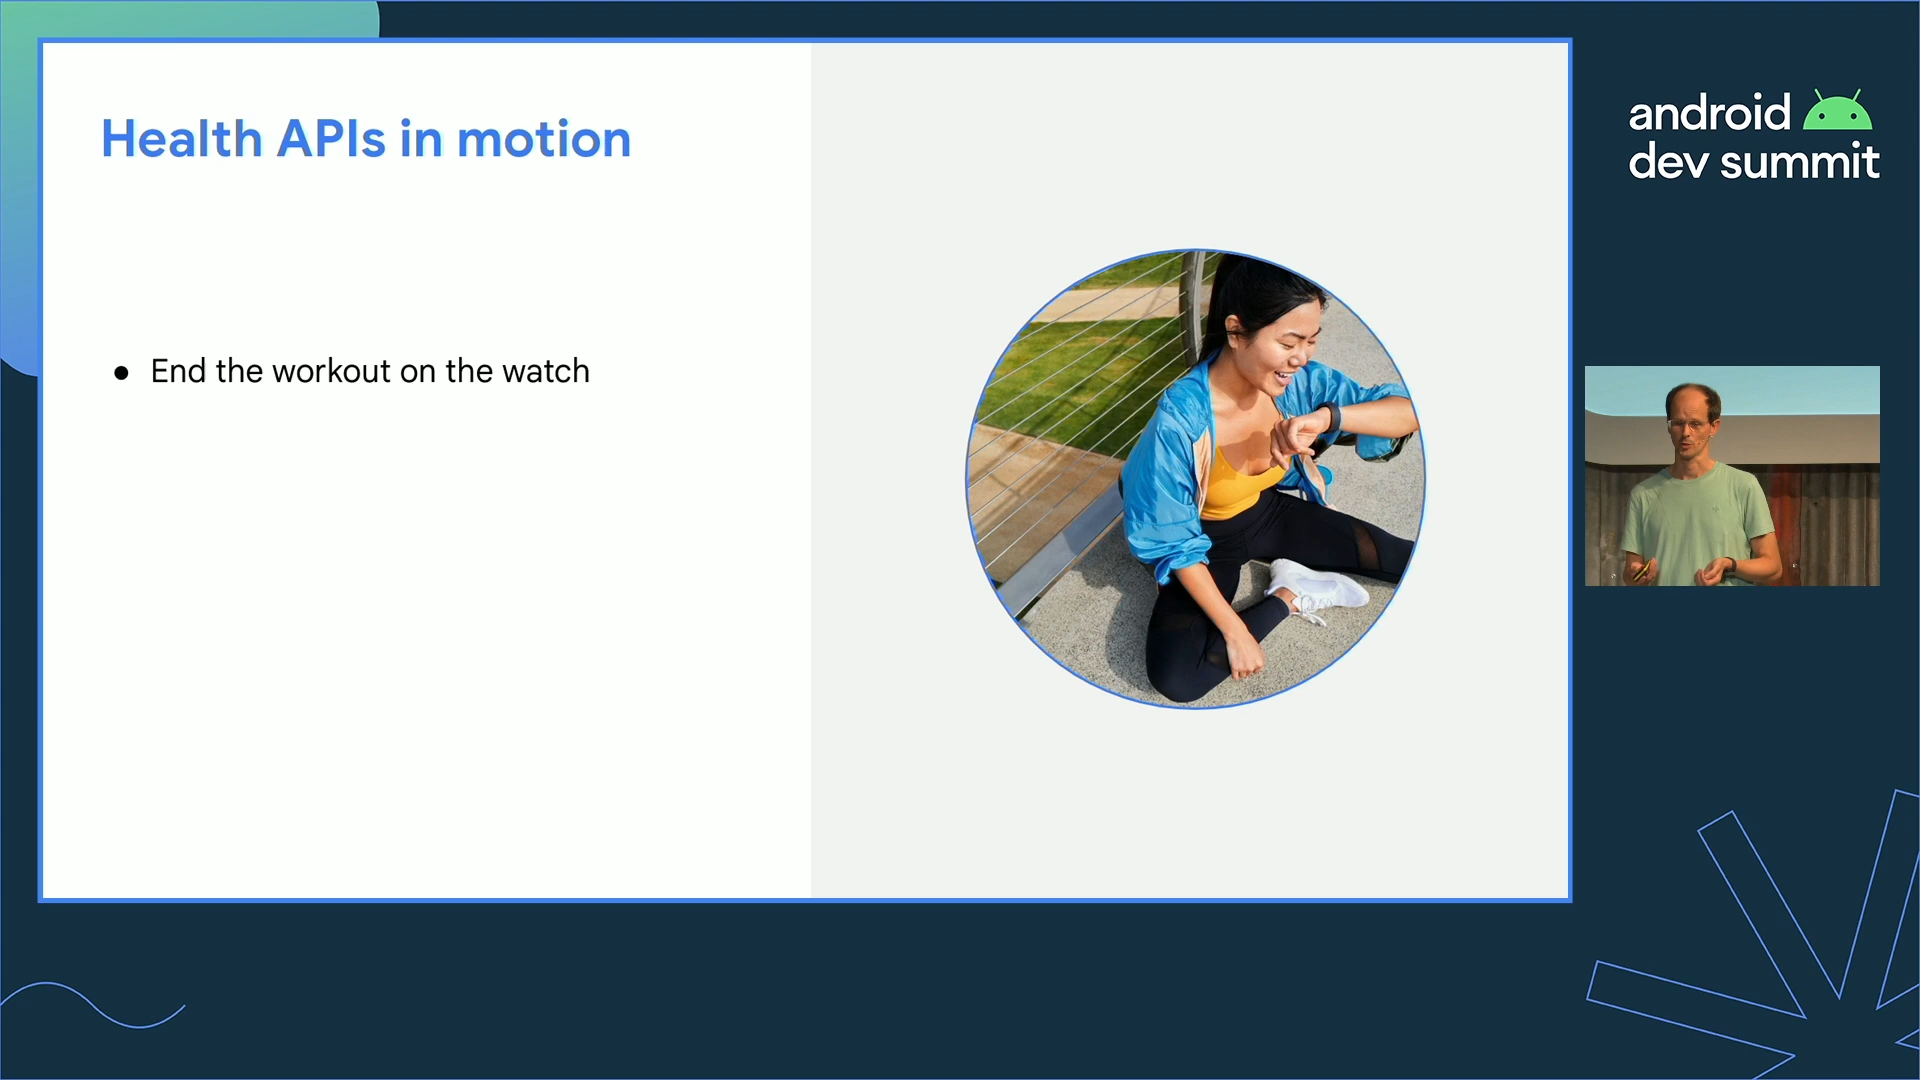 Health APIs in motion
● End the workout on the watch
android
dev summit